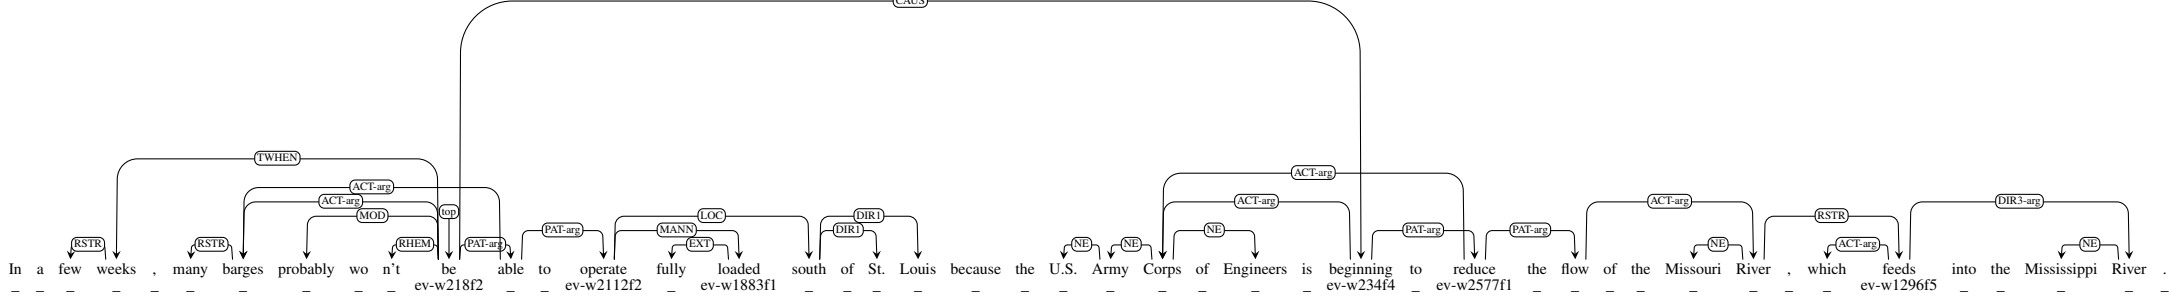 CAUS
TWHEN
ACT-arg ACT-arg
ACT-arg top ACT-arg ACT-arg DIR3-arg
MOD LOC DIR1 RSTR
PAT-arg MANN DIR1 NE PAT-arg PAT-arg
RSTR RSTR RHEM PAT-arg EXT NE NE NE ACT-arg NE
In a few weeks , many barges probably wo n't be able to operate fully loaded south of St. Louis because the U.S. Army Corps of Engineers is beginning to reduce the flow of the Missouri River , which feeds into the Mississippi River .
_ _ _ _ _ _ _ _ _ _ ev-w218f2 _ _ ev-w2112f2 _ ev-w1883f1 _ _ _ _ _ _ _ _ _ _ _ _ ev-w234f4 _ ev-w2577f1 _ _ _ _ _ _ _ _ ev-w1296f5 _ _ _ _ _